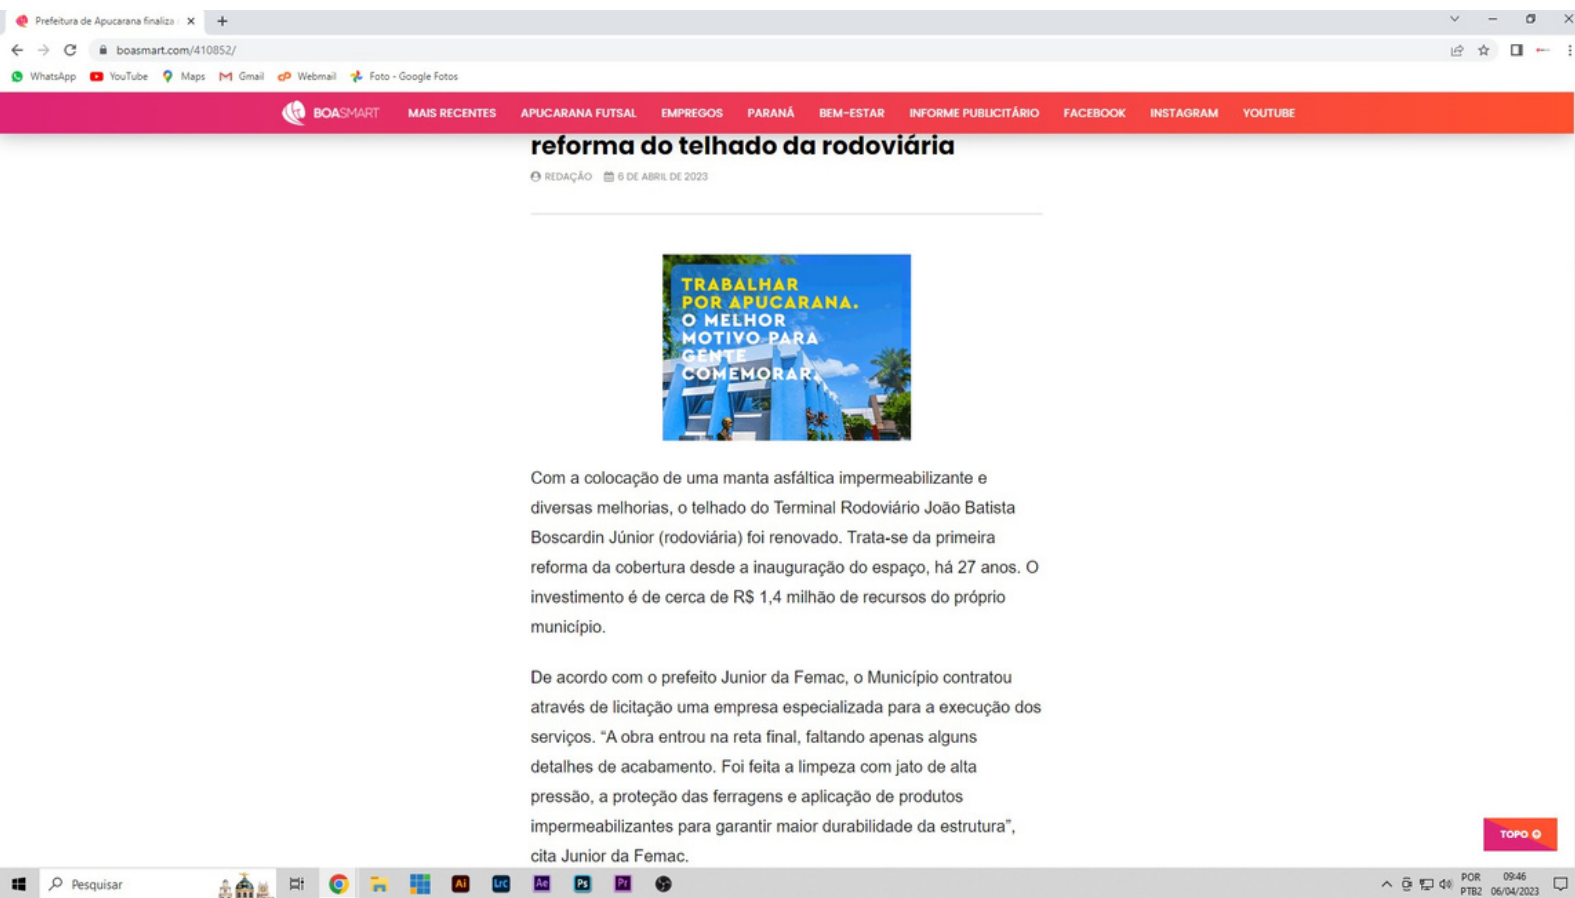 Prefeitura de Apucarana finaliza
boasmart.com/410852/
WhatsApp YouTube Maps Gmail Webmail Foto - Google Fotos
BOASMART MAIS RECENTES APUCARANA FUTSAL EMPREGOS PARANÁ BEM-ESTAR INFORME PUBLICITÁRIO FACEBOOK INSTAGRAM YOUTUBE
reforma do telhado da rodoviária
REDAÇÃO 6 DE ABRIL DE 2023
TRABALHAR
POR APUCARANA.
O MELHOR
MOTIVO PARA
GENTE
COMEMORAR.
Com a colocação de uma manta asfáltica impermeabilizante e
diversas melhorias, o telhado do Terminal Rodoviário João Batista
Boscardin Júnior (rodoviária) foi renovado. Trata-se da primeira
reforma da cobertura desde a inauguração do espaço, há 27 anos. O
investimento é de cerca de R$ 1,4 milhão de recursos do próprio
município.
De acordo com o prefeito Junior da Femac, o Município contratou
através de licitação uma empresa especializada para a execução dos
serviços. “A obra entrou na reta final, faltando apenas alguns
detalhes de acabamento. Foi feita a limpeza com jato de alta
pressão, a proteção das ferragens e aplicação de produtos
impermeabilizantes para garantir maior durabilidade da estrutura”,
cita Junior da Femac.
TOPO
Pesquisar
Ai Lrc Ae Ps Pr
POR 09:46
PTB2 06/04/2023